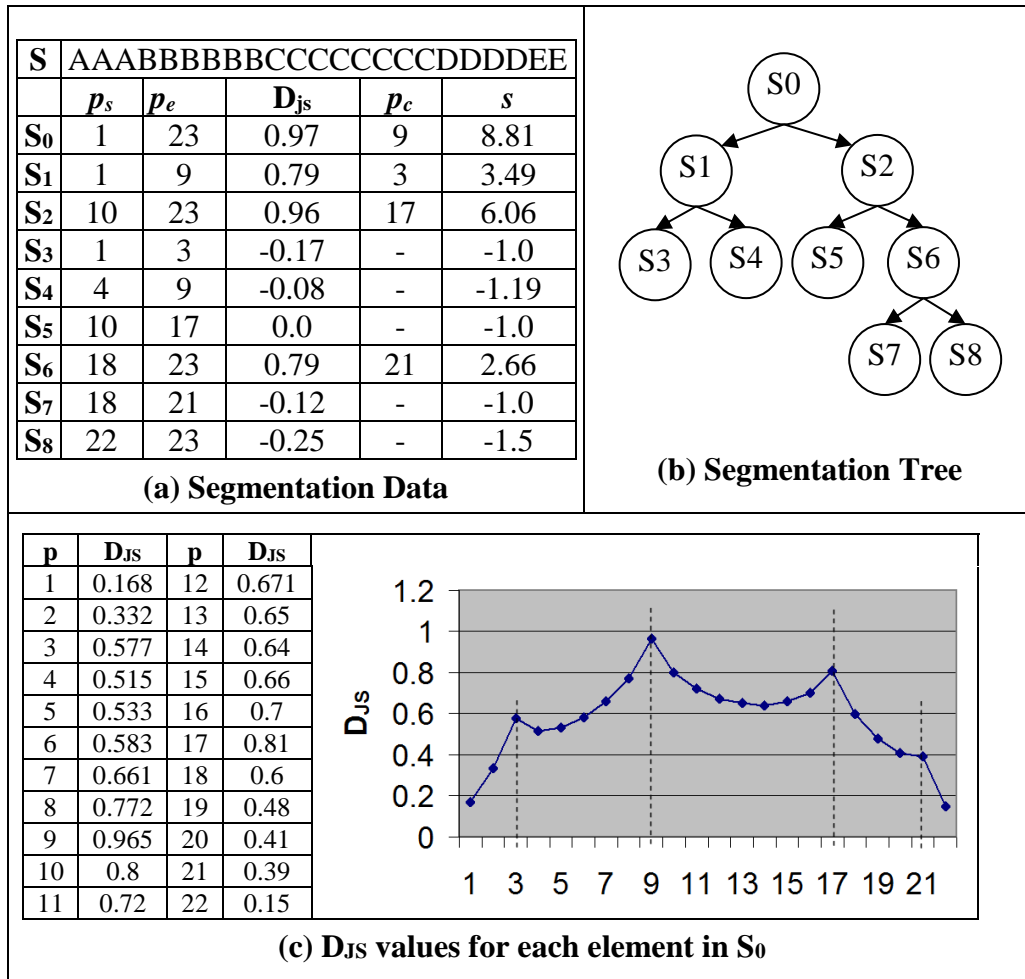 S AAABBBBBBCCCCCCCCDDDDEE
pₛ pₑ Djs p_c s
S₀ 1 23 0.97 9 8.81
S₁ 1 9 0.79 3 3.49
S₂ 10 23 0.96 17 6.06
S₃ 1 3 -0.17 - -1.0
S₄ 4 9 -0.08 - -1.19
S₅ 10 17 0.0 - -1.0
S₆ 18 23 0.79 21 2.66
S₇ 18 21 -0.12 - -1.0
S₈ 22 23 -0.25 - -1.5
(a) Segmentation Data
S0
S1 S2
S3 S4 S5 S6
S7 S8
(b) Segmentation Tree
p DJS p DJS
1 0.168 12 0.671
2 0.332 13 0.65
3 0.577 14 0.64
4 0.515 15 0.66
5 0.533 16 0.7
6 0.583 17 0.81
7 0.661 18 0.6
8 0.772 19 0.48
9 0.965 20 0.41
10 0.8 21 0.39
11 0.72 22 0.15
DJS
1.2
1
0.8
0.6
0.4
0.2
0
1 3 5 7 9 11 13 15 17 19 21
(c) DJS values for each element in S₀